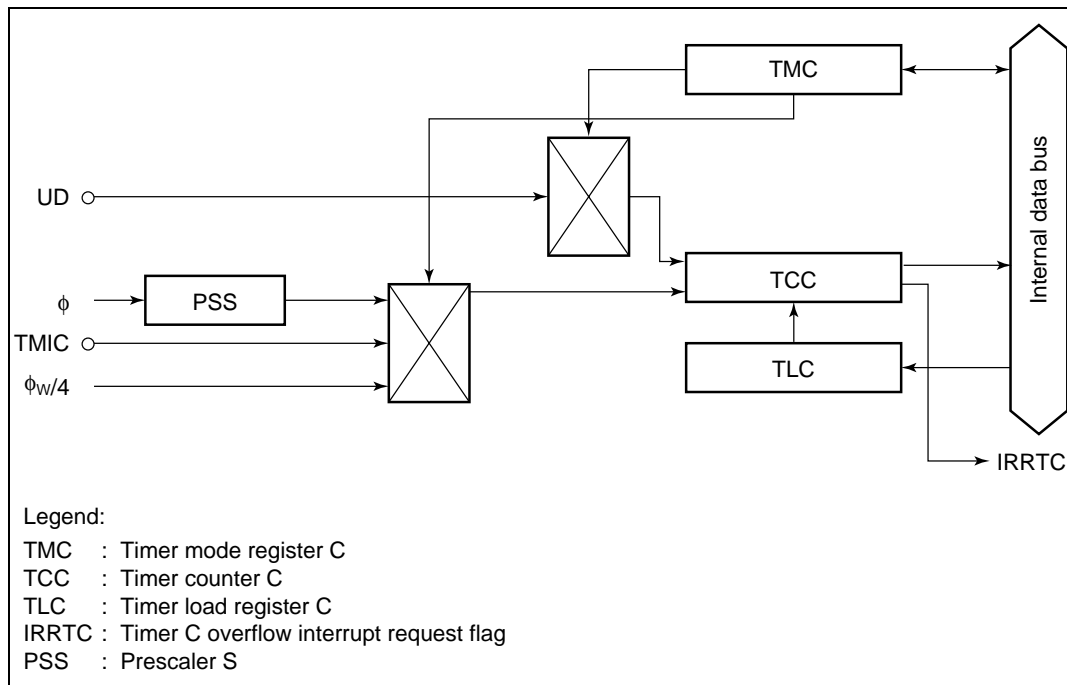 TMC
UD
TCC
Internal data bus
ϕ
PSS
TMIC
ϕW/4
TLC
IRRTC
Legend:
TMC : Timer mode register C
TCC : Timer counter C
TLC : Timer load register C
IRRTC : Timer C overflow interrupt request flag
PSS : Prescaler S